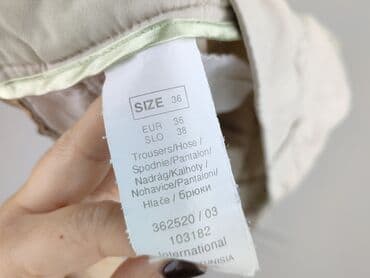 SIZE 36
EUR 36
SLO 38
Trousers/Hose/
Spodnie/Pantalon/
Nadrág/Kalhoty/
Nohavice/Pantaloni/
Hlače/брюки
362520/03
103182
International
TUNISIA